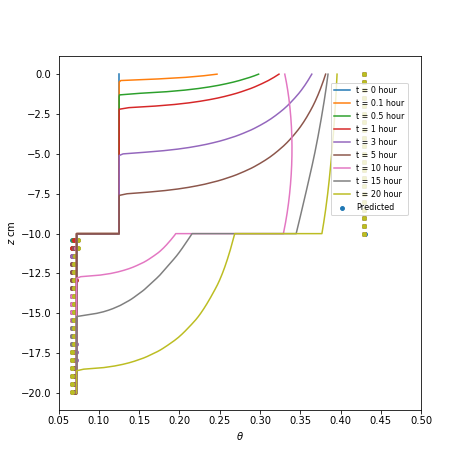 0.0
−2.5
−5.0
−7.5
−10.0
−12.5
−15.0
−17.5
−20.0
z cm
t = 0 hour
t = 0.1 hour
t = 0.5 hour
t = 1 hour
t = 3 hour
t = 5 hour
t = 10 hour
t = 15 hour
t = 20 hour
Predicted
0.05 0.10 0.15 0.20 0.25 0.30 0.35 0.40 0.45 0.50
θ